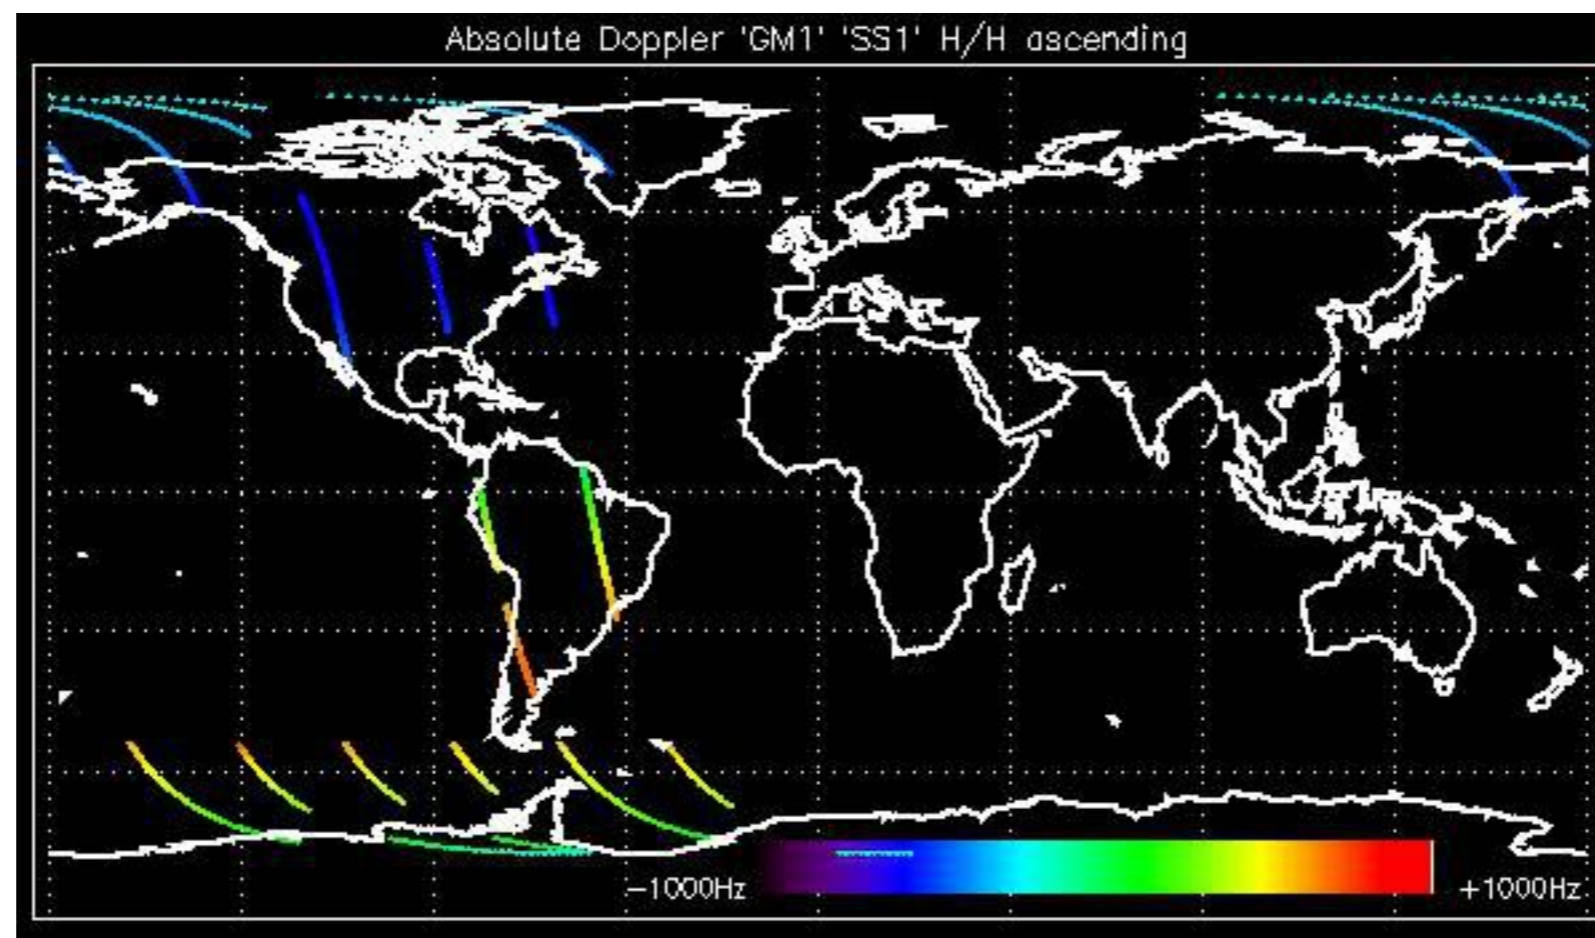 Absolute Doppler 'GM1' 'SS1' H/H ascending
-1000Hz +1000Hz